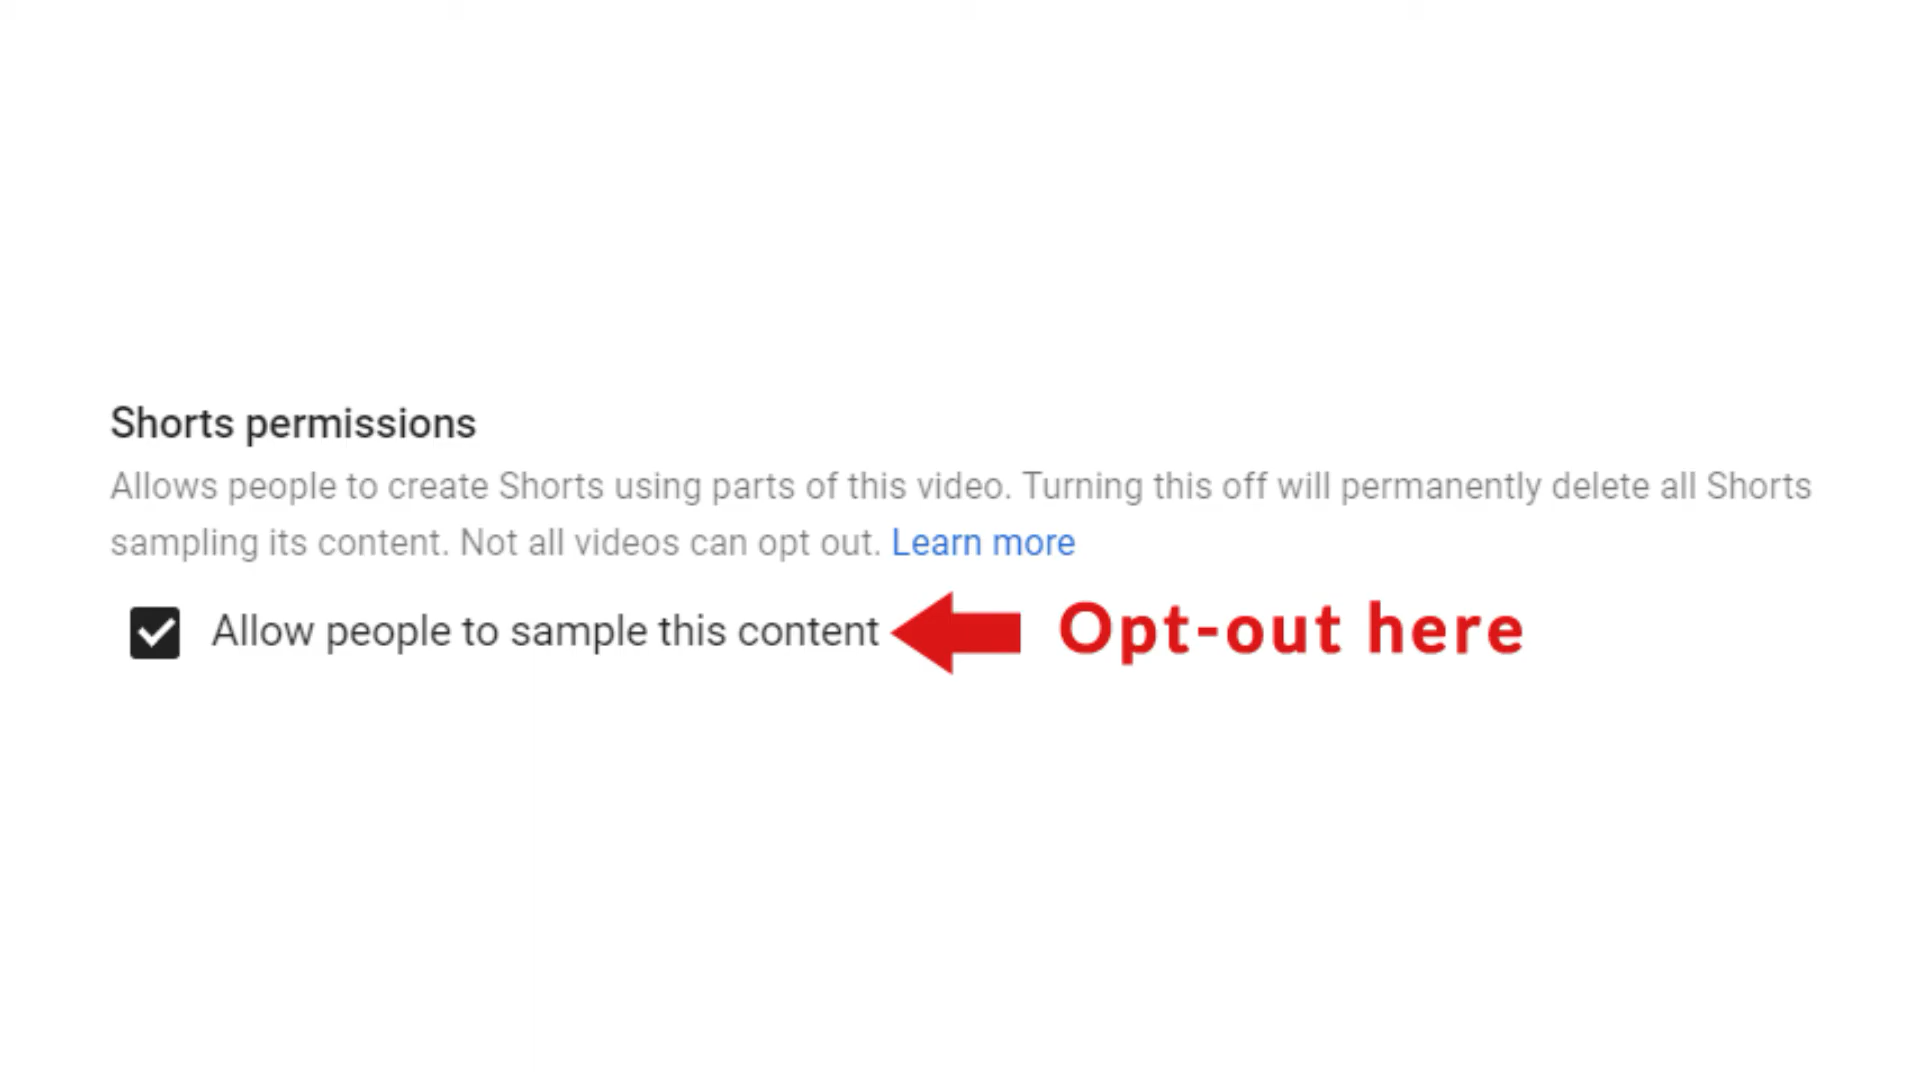 Shorts permissions
Allows people to create Shorts using parts of this video. Turning this off will permanently delete all Shorts
sampling its content. Not all videos can opt out. Learn more
Allow people to sample this content Opt-out here